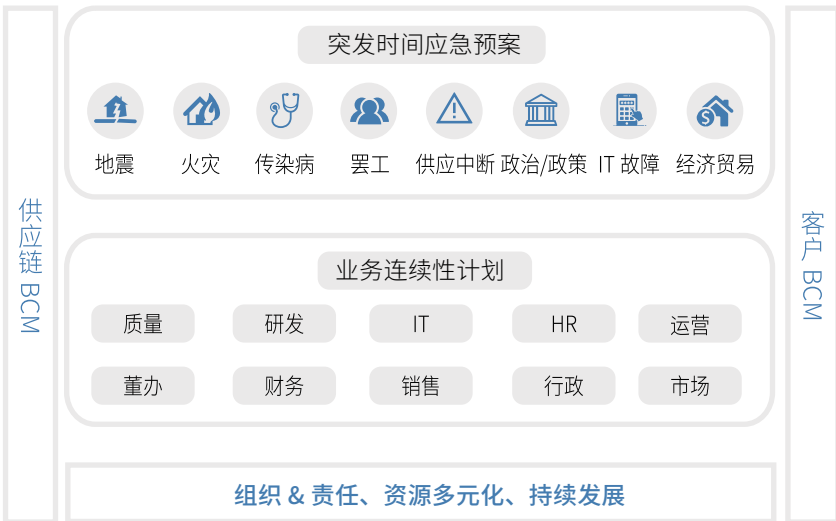 突发时间应急预案
地震 火灾 传染病 罢工 供应中断 政治/政策 IT 故障 经济贸易
供应链 BCM
客户 BCM
业务连续性计划
质量 研发 IT HR 运营
董办 财务 销售 行政 市场
组织 & 责任、资源多元化、持续发展